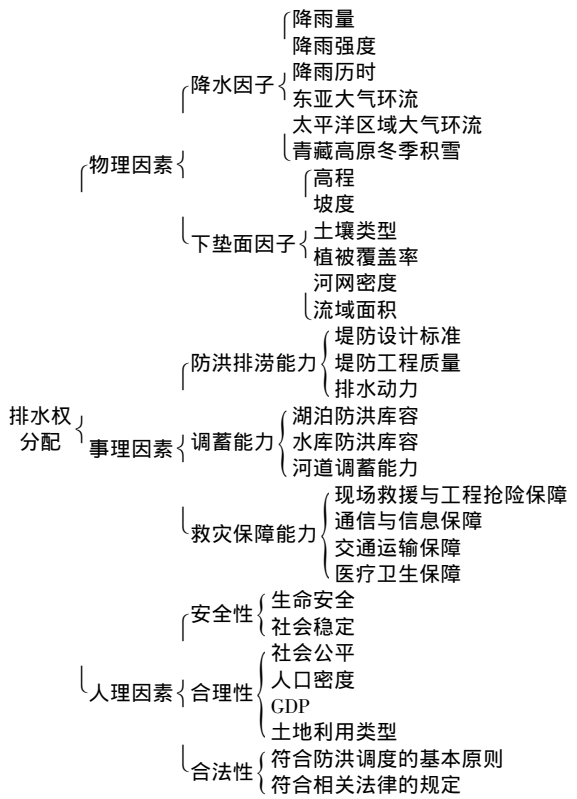 降雨量
降雨强度
降水因子
降雨历时
东亚大气环流
太平洋区域大气环流
青藏高原冬季积雪
物理因素
高程
坡度
下垫面因子
土壤类型
植被覆盖率
河网密度
流域面积
防洪排涝能力
堤防设计标准
堤防工程质量
排水动力
排水权
分配
事理因素
调蓄能力
湖泊防洪库容
水库防洪库容
河道调蓄能力
救灾保障能力
现场救援与工程抢险保障
通信与信息保障
交通运输保障
医疗卫生保障
安全性
生命安全
社会稳定
人理因素
合理性
社会公平
人口密度
GDP
土地利用类型
合法性
符合防洪调度的基本原则
符合相关法律的规定